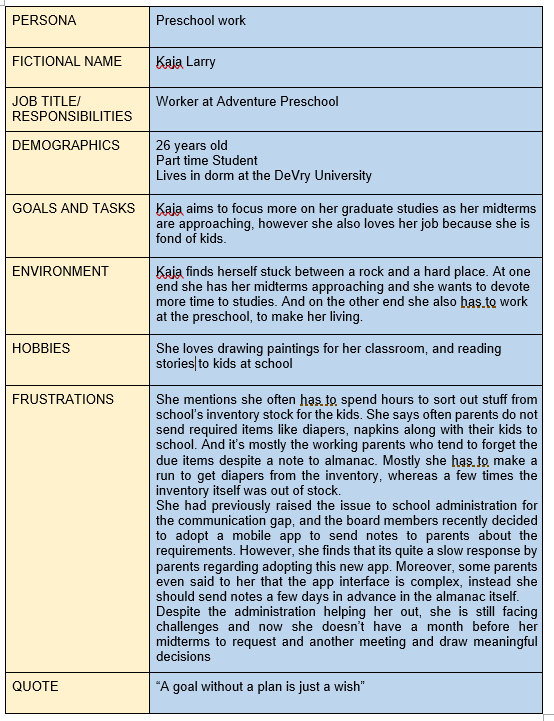 PERSONA
Preschool work
FICTIONAL NAME
Kaja Larry
JOB TITLE/
RESPONSIBILITIES
Worker at Adventure Preschool
DEMOGRAPHICS
26 years old
Part time Student
Lives in dorm at the DeVry University
GOALS AND TASKS
Kaja aims to focus more on her graduate studies as her midterms
are approaching, however she also loves her job because she is
fond of kids.
ENVIRONMENT
Kaja finds herself stuck between a rock and a hard place. At one
end she has her midterms approaching and she wants to devote
more time to studies. And on the other end she also has to work
at the preschool, to make her living.
HOBBIES
She loves drawing paintings for her classroom, and reading
stories to kids at school
FRUSTRATIONS
She mentions she often has to spend hours to sort out stuff from
school's inventory stock for the kids. She says often parents do not
send required items like diapers, napkins along with their kids to
school. And it's mostly the working parents who tend to forget the
due items despite a note to almanac. Mostly she has to make a
run to get diapers from the inventory, whereas a few times the
inventory itself was out of stock.
She had previously raised the issue to school administration for
the communication gap, and the board members recently decided
to adopt a mobile app to send notes to parents about the
requirements. However, she finds that its quite a slow response by
parents regarding adopting this new app. Moreover, some parents
even said to her that the app interface is complex, instead she
should send notes a few days in advance in the almanac itself.
Despite the administration helping her out, she is still facing
challenges and now she doesn't have a month before her
midterms to request and another meeting and draw meaningful
decisions
QUOTE
"A goal without a plan is just a wish"